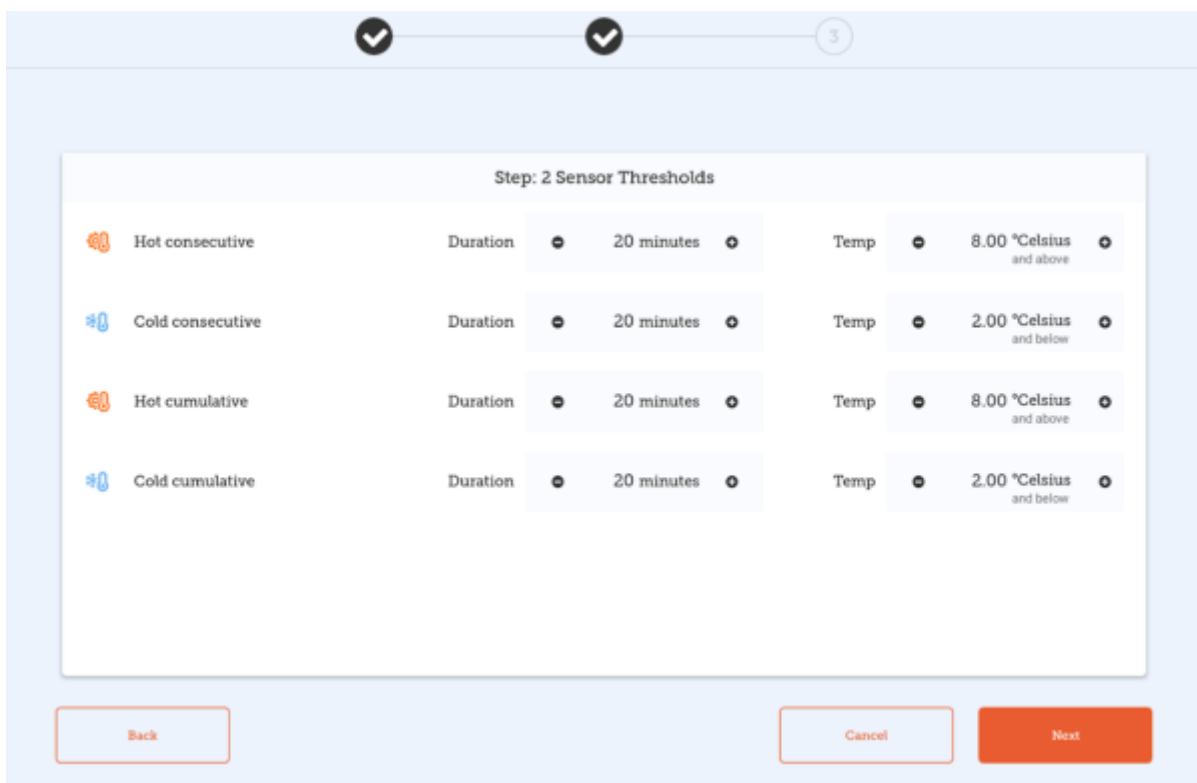 3
Step: 2 Sensor Thresholds
Hot consecutive Duration 20 minutes Temp 8.00 °Celsius
and above
Cold consecutive Duration 20 minutes Temp 2.00 °Celsius
and below
Hot cumulative Duration 20 minutes Temp 8.00 °Celsius
and above
Cold cumulative Duration 20 minutes Temp 2.00 °Celsius
and below
Back Cancel Next